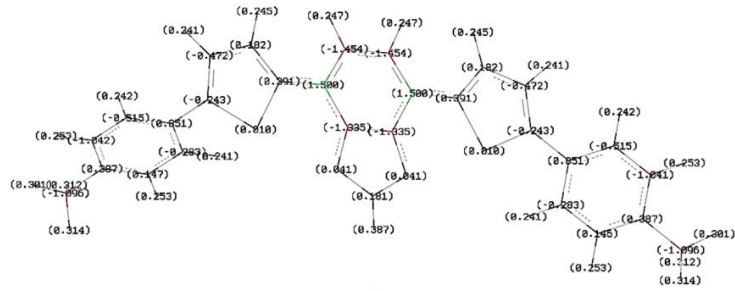 (0.245) (0.247) (0.247) (0.245)
(0.241) (0.182) (-1.454) (-1.454) (0.182) (0.241)
(-0.472) (-0.472)
(0.391) (1.500) (1.500) (0.391)
(0.242) (-0.243) (-0.243) (0.242)
(-0.515) (0.851) (0.010) (-1.335) (-1.335) (0.010) (0.851) (-0.515)
(0.253) (-1.042) (-0.283) (0.241) (0.253)
(0.387) (0.147) (0.041) (0.041) (-1.041)
(0.301) (0.312) (0.253) (0.181) (0.241) (-0.283) (0.387)
(-1.096) (0.146) (0.301)
(0.314) (0.387) (-1.096)
(0.253) (0.312)
(0.314)